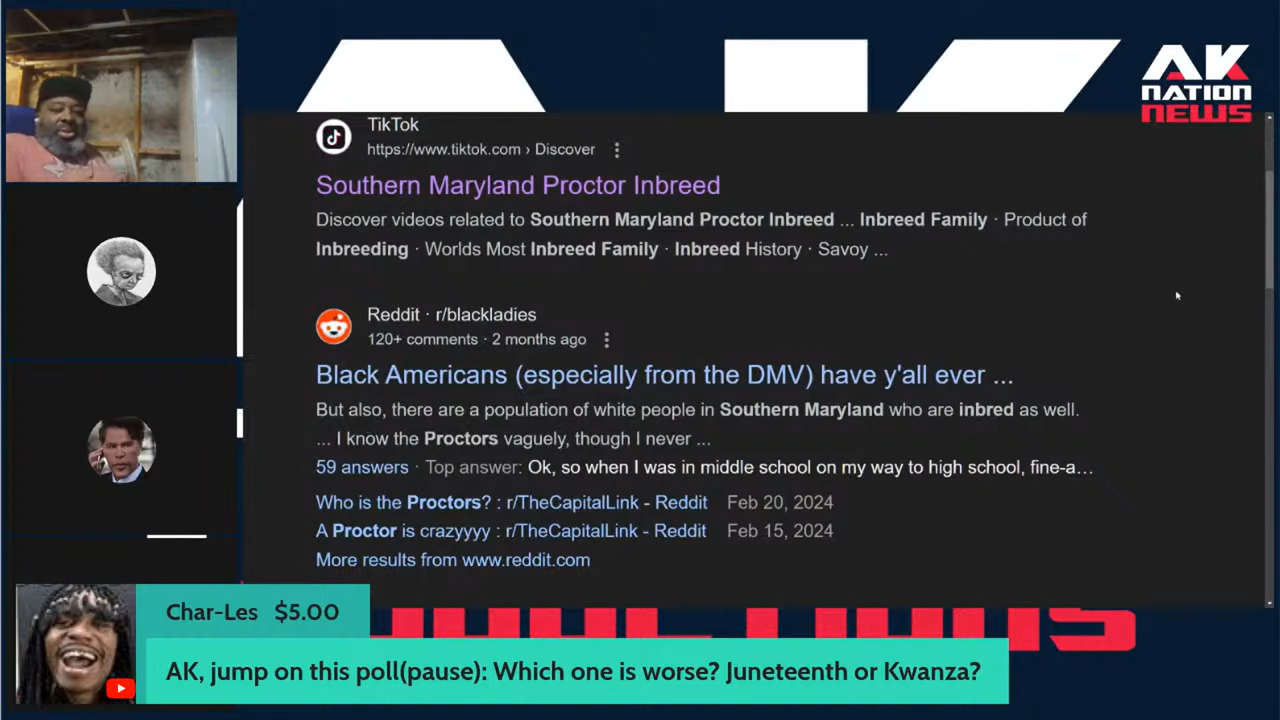 AK
NATION
NEWS
TikTok
https://www.tiktok.com › Discover
Southern Maryland Proctor Inbreed
Discover videos related to Southern Maryland Proctor Inbreed ... Inbreed Family · Product of
Inbreeding · Worlds Most Inbreed Family · Inbreed History · Savoy ...
Reddit · r/blackladies
120+ comments · 2 months ago
Black Americans (especially from the DMV) have y'all ever ...
But also, there are a population of white people in Southern Maryland who are inbred as well.
... I know the Proctors vaguely, though I never ...
59 answers · Top answer: Ok, so when I was in middle school on my way to high school, fine-a...
Who is the Proctors? : r/TheCapitalLink - Reddit Feb 20, 2024
A Proctor is crazyyyy : r/TheCapitalLink - Reddit Feb 15, 2024
More results from www.reddit.com
Char-Les $5.00
AK, jump on this poll(pause): Which one is worse? Juneteenth or Kwanza?